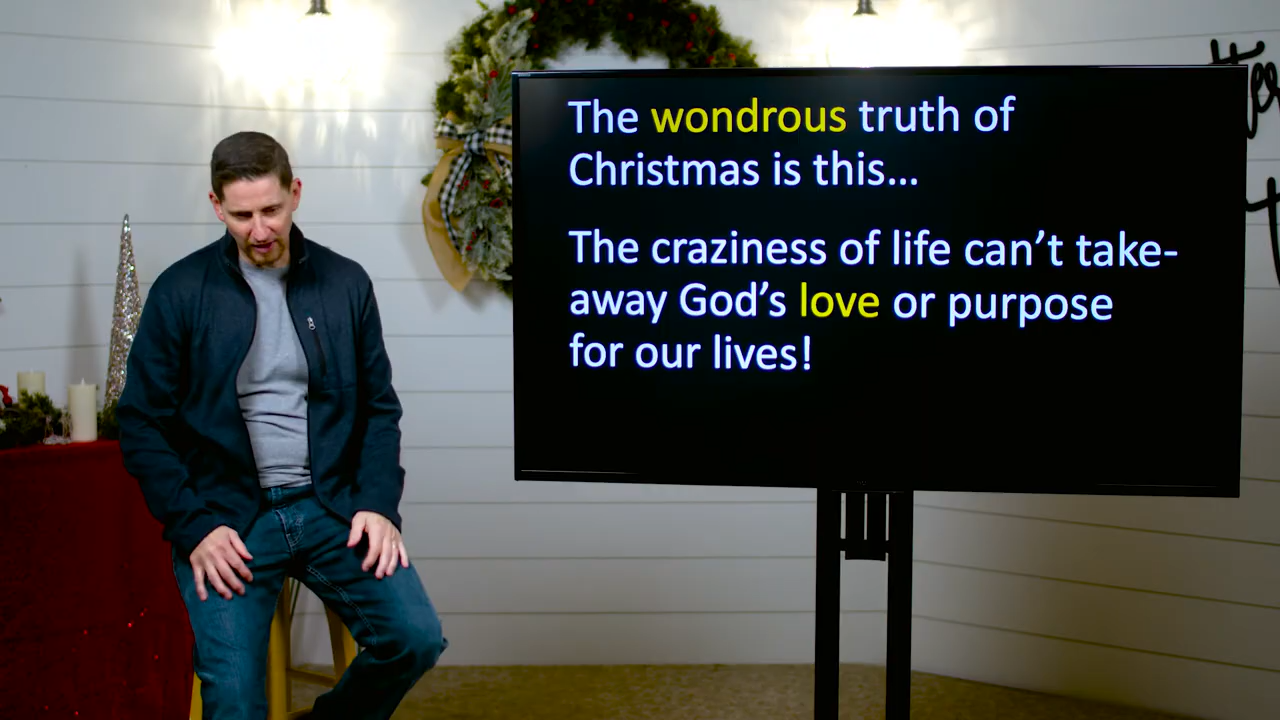 The wondrous truth of
Christmas is this...
The craziness of life can't take-
away God's love or purpose
for our lives!